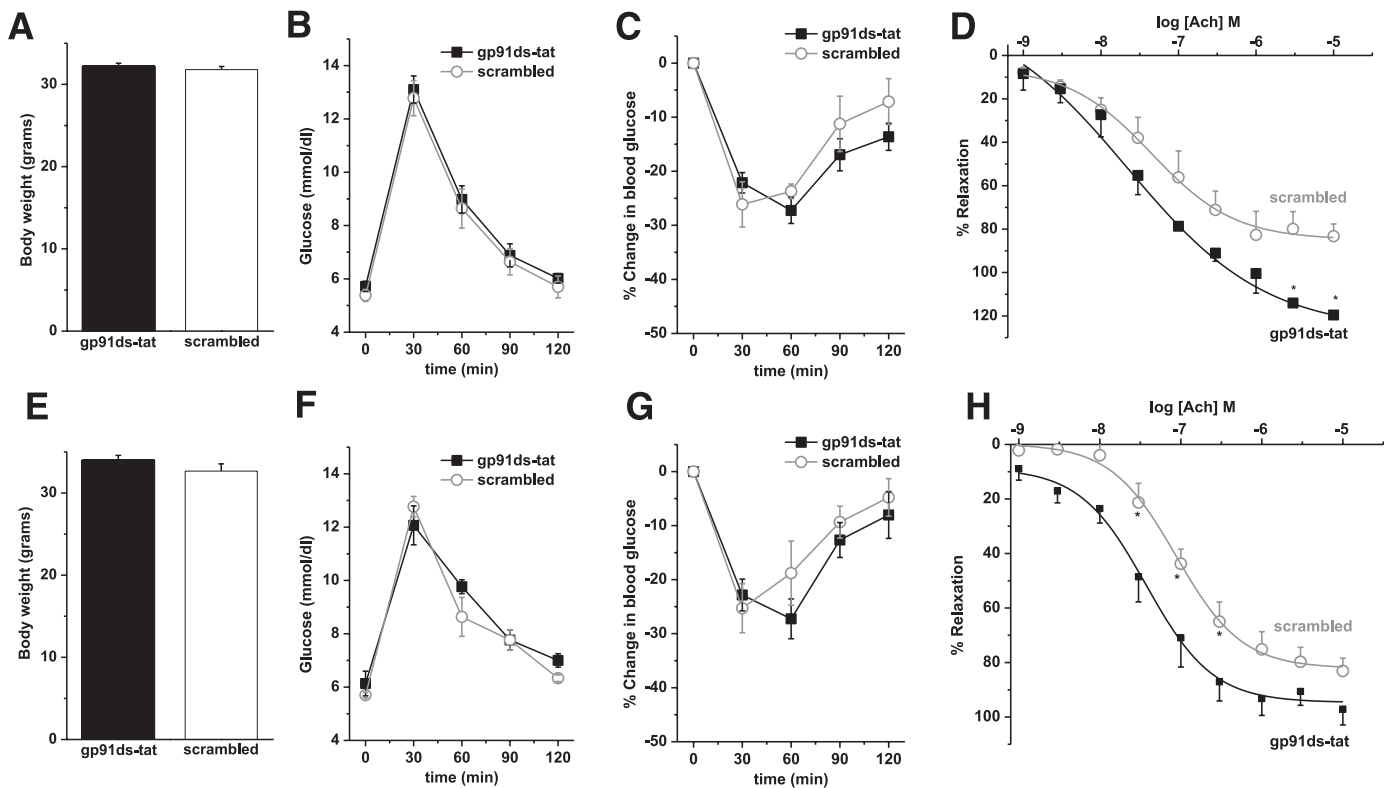 A
Body weight (grams)
30
20
10
0
gp91ds-tat
scrambled
B
gp91ds-tat
scrambled
Glucose (mmol/dl)
14
12
10
8
6
4
0
30
60
90
120
time (min)
C
gp91ds-tat
scrambled
% Change in blood glucose
0
-10
-20
-30
-40
-50
0
30
60
90
120
time (min)
D
log [Ach] M
-9
-8
-7
-6
-5
% Relaxation
0
20
40
60
80
100
120
scrambled
*
*
gp91ds-tat
E
Body weight (grams)
30
20
10
0
gp91ds-tat
scrambled
F
gp91ds-tat
scrambled
Glucose (mmol/dl)
14
12
10
8
6
4
0
30
60
90
120
time (min)
G
gp91ds-tat
scrambled
% Change in blood glucose
0
-10
-20
-30
-40
-50
0
30
60
90
120
time (min)
H
log [Ach] M
-9
-8
-7
-6
-5
% Relaxation
0
20
40
60
80
100
*
*
*
scrambled
gp91ds-tat